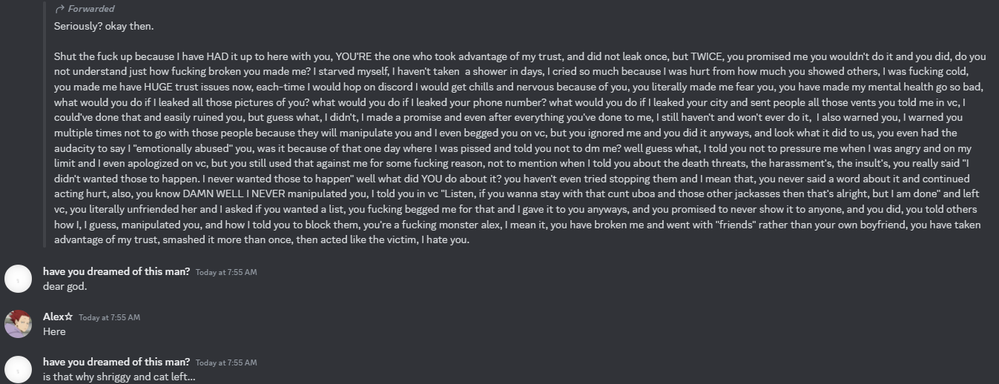 Forwarded
Seriously? okay then.
Shut the fuck up because I have HAD it up to here with you, YOU'RE the one who took advantage of my trust, and did not leak once, but TWICE, you promised me you wouldn't do it and you did, do you
not understand just how fucking broken you made me? I starved myself, I haven't taken  a shower in days, I cried so much because I was hurt from how much you showed others, I was fucking cold,
you made me have HUGE trust issues now, each-time I would hop on discord I would get chills and nervous because of you, you literally made me fear you, you have made my mental health go so bad,
what would you do if I leaked all those pictures of you? what would you do if I leaked your phone number? what would you do if I leaked your city and sent people all those vents you told me in vc, I
could've done that and easily ruined you, but guess what, I didn't, I made a promise and even after everything you've done to me, I still haven't and won't ever do it,  I also warned you, I warned you
multiple times not to go with those people because they will manipulate you and I even begged you on vc, but you ignored me and you did it anyways, and look what it did to us, you even had the
audacity to say I "emotionally abused" you, was it because of that one day where I was pissed and told you not to dm me? well guess what, I told you not to pressure me when I was angry and on my
limit and I even apologized on vc, but you still used that against me for some fucking reason, not to mention when I told you about the death threats, the harassment's, the insult's, you really said "I
didn't wanted those to happen. I never wanted those to happen" well what did YOU do about it? you haven't even tried stopping them and I mean that, you never said a word about it and continued
acting hurt, also, you know DAMN WELL I NEVER manipulated you, I told you in vc "Listen, if you wanna stay with that cunt uboa and those other jackasses then that's alright, but I am done" and left
vc, you literally unfriended her and I asked if you wanted a list, you fucking begged me for that and I gave it to you anyways, and you promised to never show it to anyone, and you did, you told others
how I, I guess, manipulated you, and how I told you to block them, you're a fucking monster alex, I mean it, you have broken me and went with "friends" rather than your own boyfriend, you have taken
advantage of my trust, smashed it more than once, then acted like the victim, I hate you.
have you dreamed of this man? Today at 7:55 AM
dear god.
Alex☆ Today at 7:55 AM
Here
have you dreamed of this man? Today at 7:55 AM
is that why shriggy and cat left...